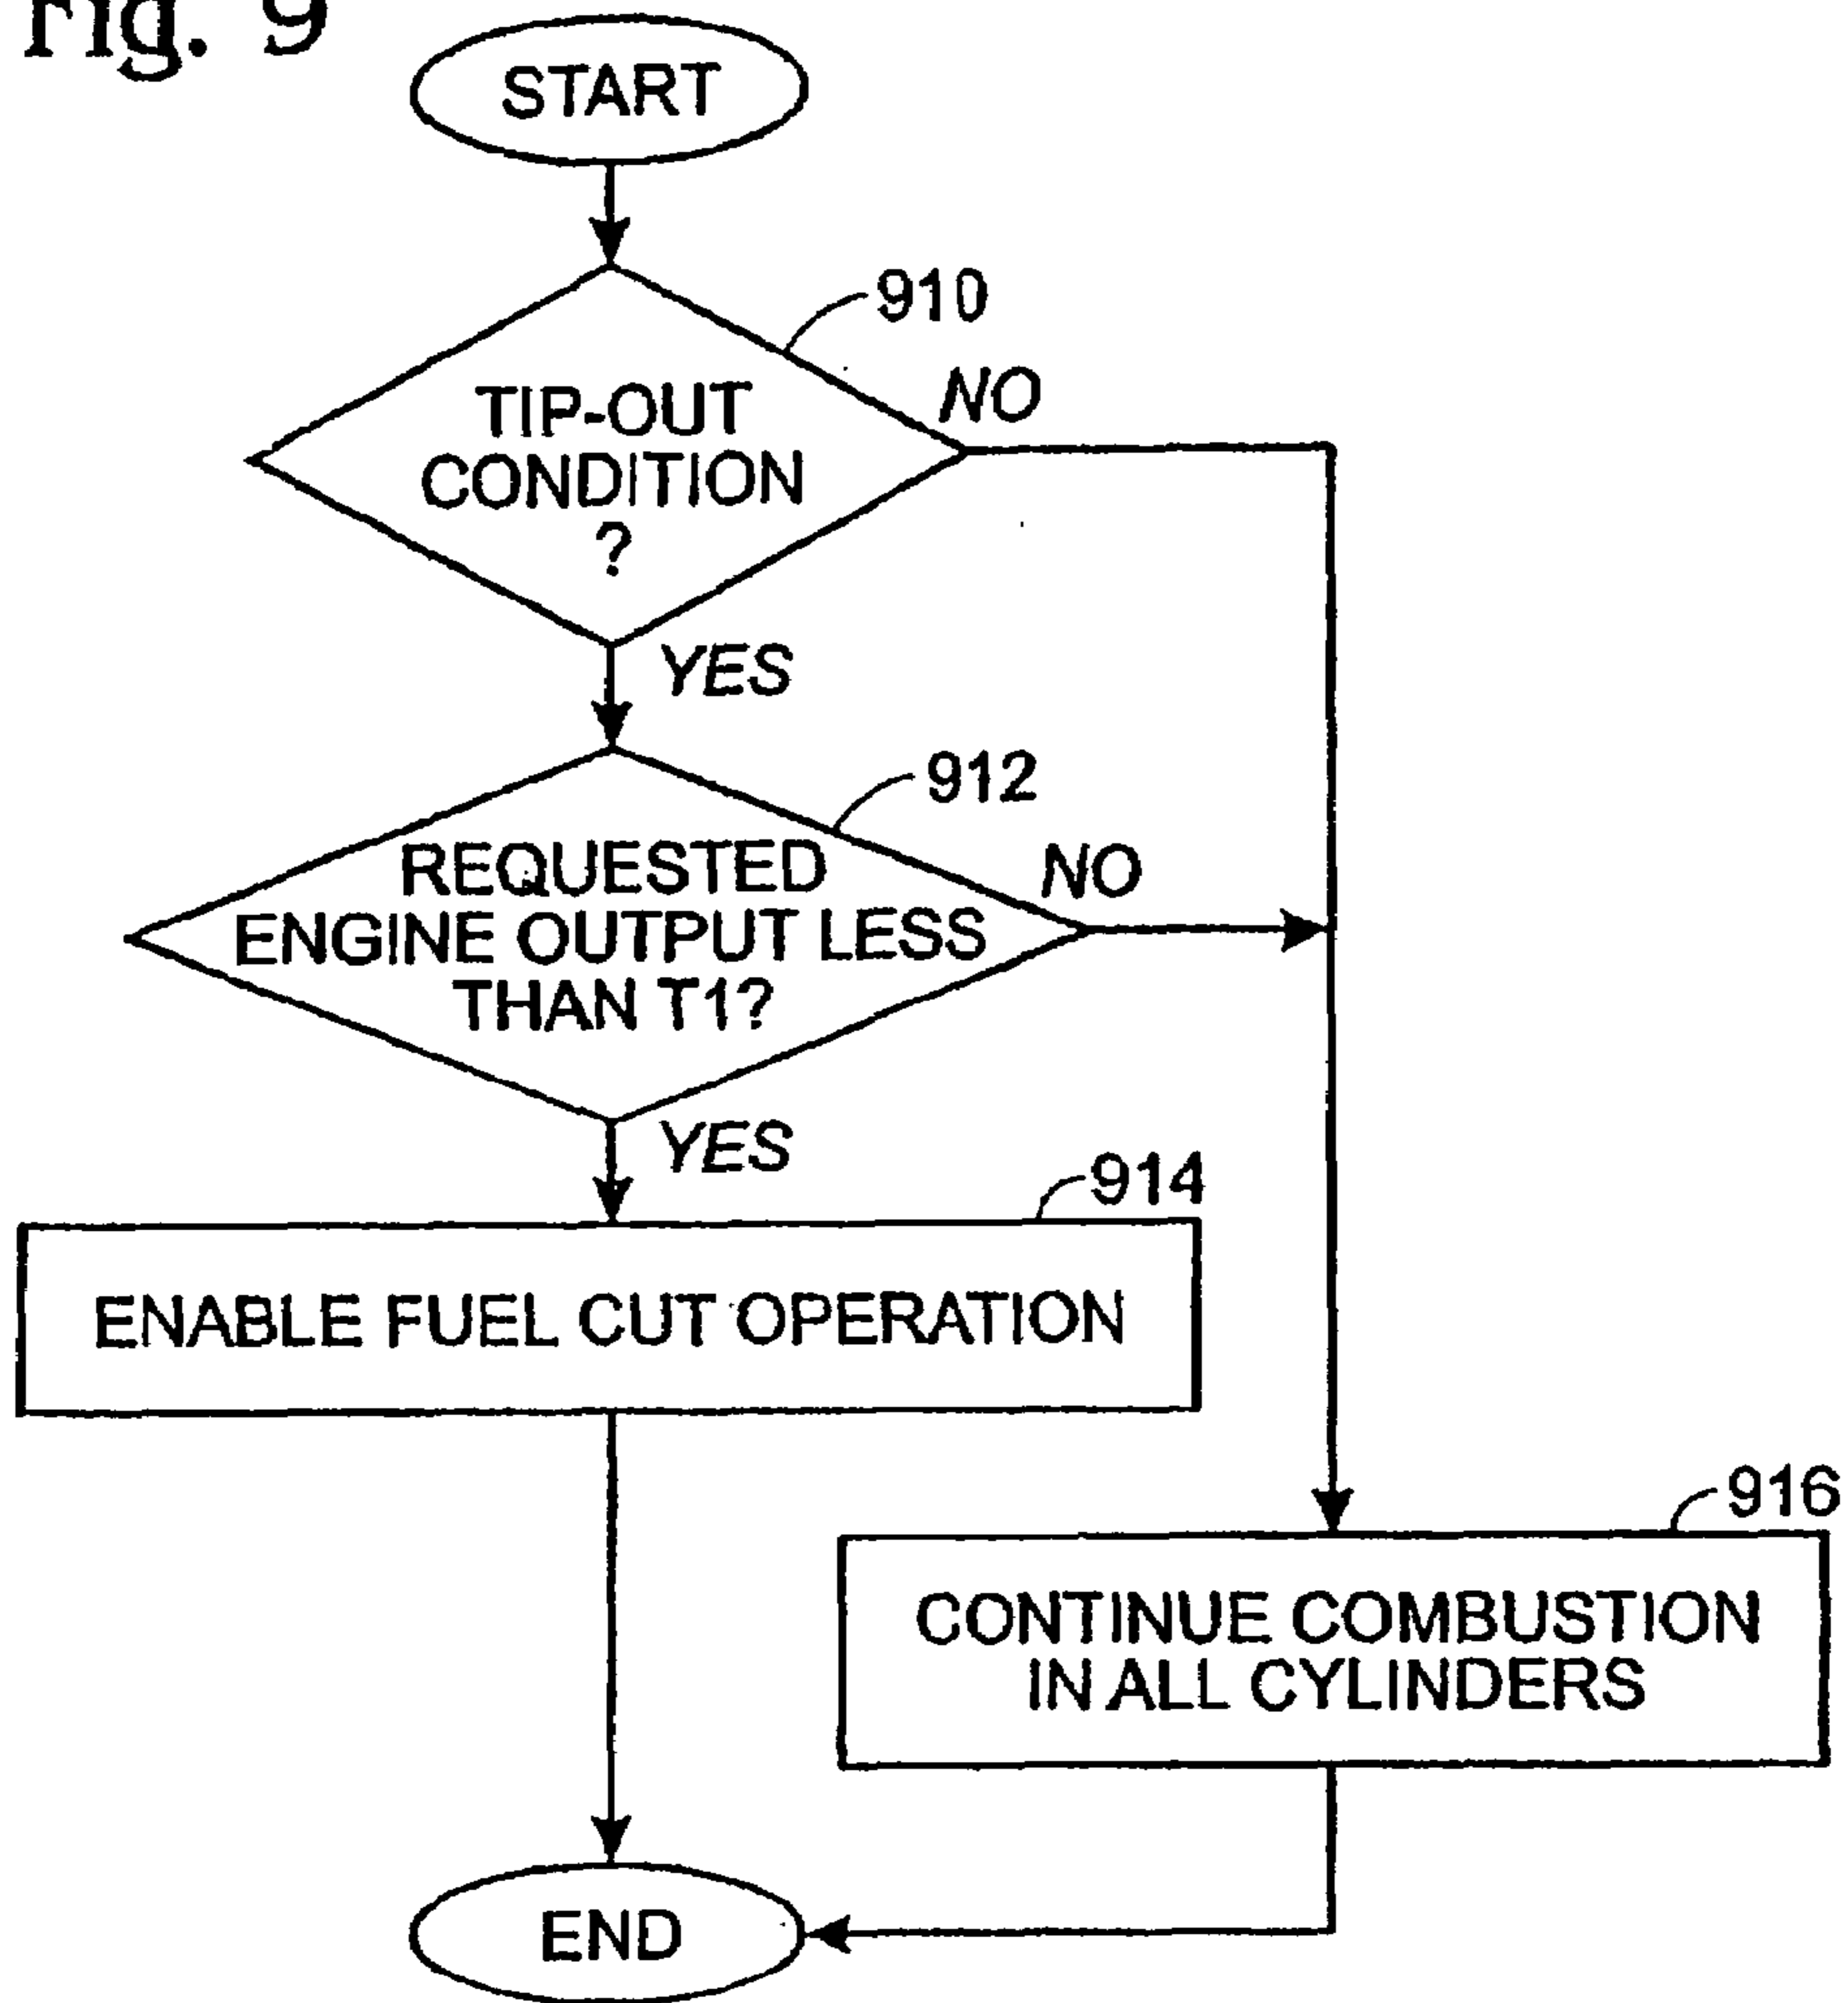 Fig. 9
START
910
TIP-OUT
CONDITION
?
NO
YES
912
REQUESTED
ENGINE OUTPUT LESS
THAN T1?
NO
YES
914
ENABLE FUEL CUT OPERATION
916
CONTINUE COMBUSTION
IN ALL CYLINDERS
END